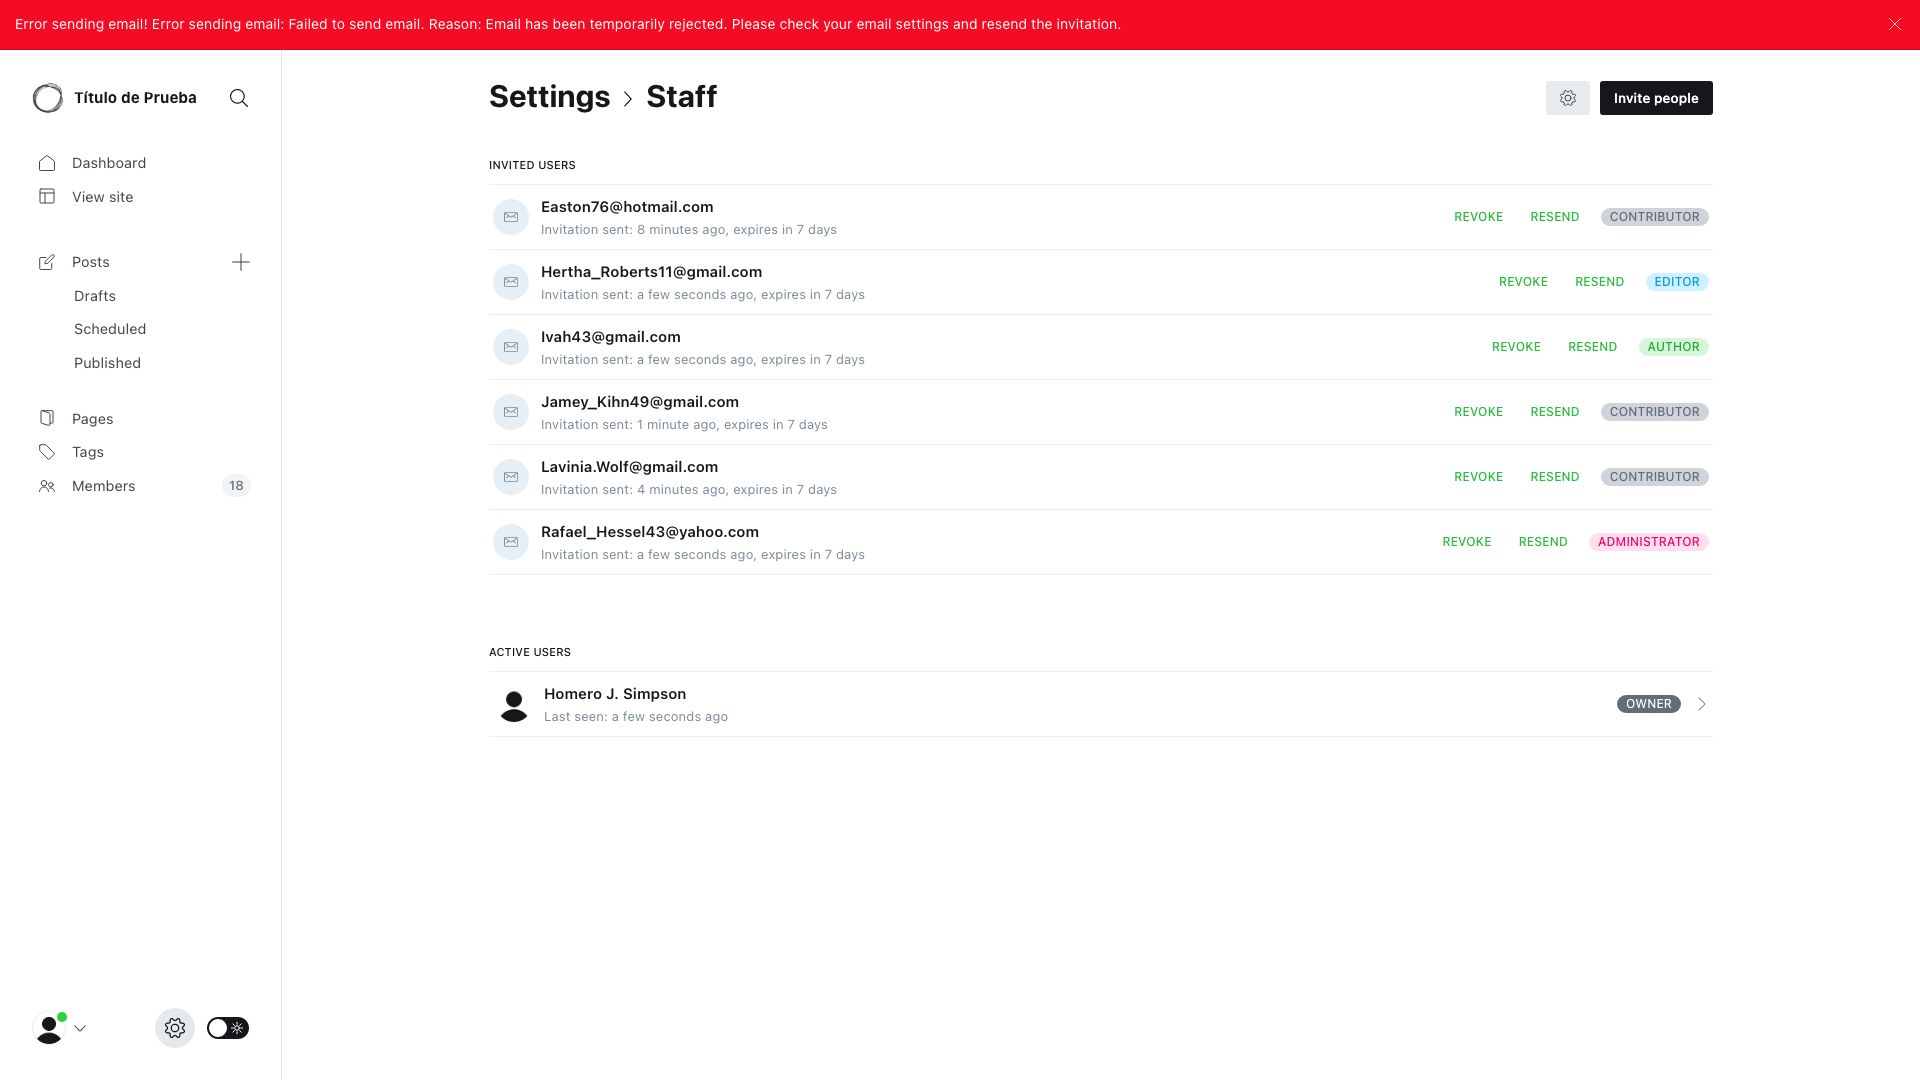 Error sending email! Error sending email: Failed to send email. Reason: Email has been temporarily rejected. Please check your email settings and resend the invitation.
Título de Prueba
Dashboard
View site
Posts
Drafts
Scheduled
Published
Pages
Tags
Members 18
Settings Staff
Invite people
INVITED USERS
Easton76@hotmail.com
Invitation sent: 8 minutes ago, expires in 7 days
REVOKE RESEND CONTRIBUTOR
Hertha_Roberts11@gmail.com
Invitation sent: a few seconds ago, expires in 7 days
REVOKE RESEND EDITOR
Ivah43@gmail.com
Invitation sent: a few seconds ago, expires in 7 days
REVOKE RESEND AUTHOR
Jamey_Kihn49@gmail.com
Invitation sent: 1 minute ago, expires in 7 days
REVOKE RESEND CONTRIBUTOR
Lavinia.Wolf@gmail.com
Invitation sent: 4 minutes ago, expires in 7 days
REVOKE RESEND CONTRIBUTOR
Rafael_Hessel43@yahoo.com
Invitation sent: a few seconds ago, expires in 7 days
REVOKE RESEND ADMINISTRATOR
ACTIVE USERS
Homero J. Simpson
Last seen: a few seconds ago
OWNER